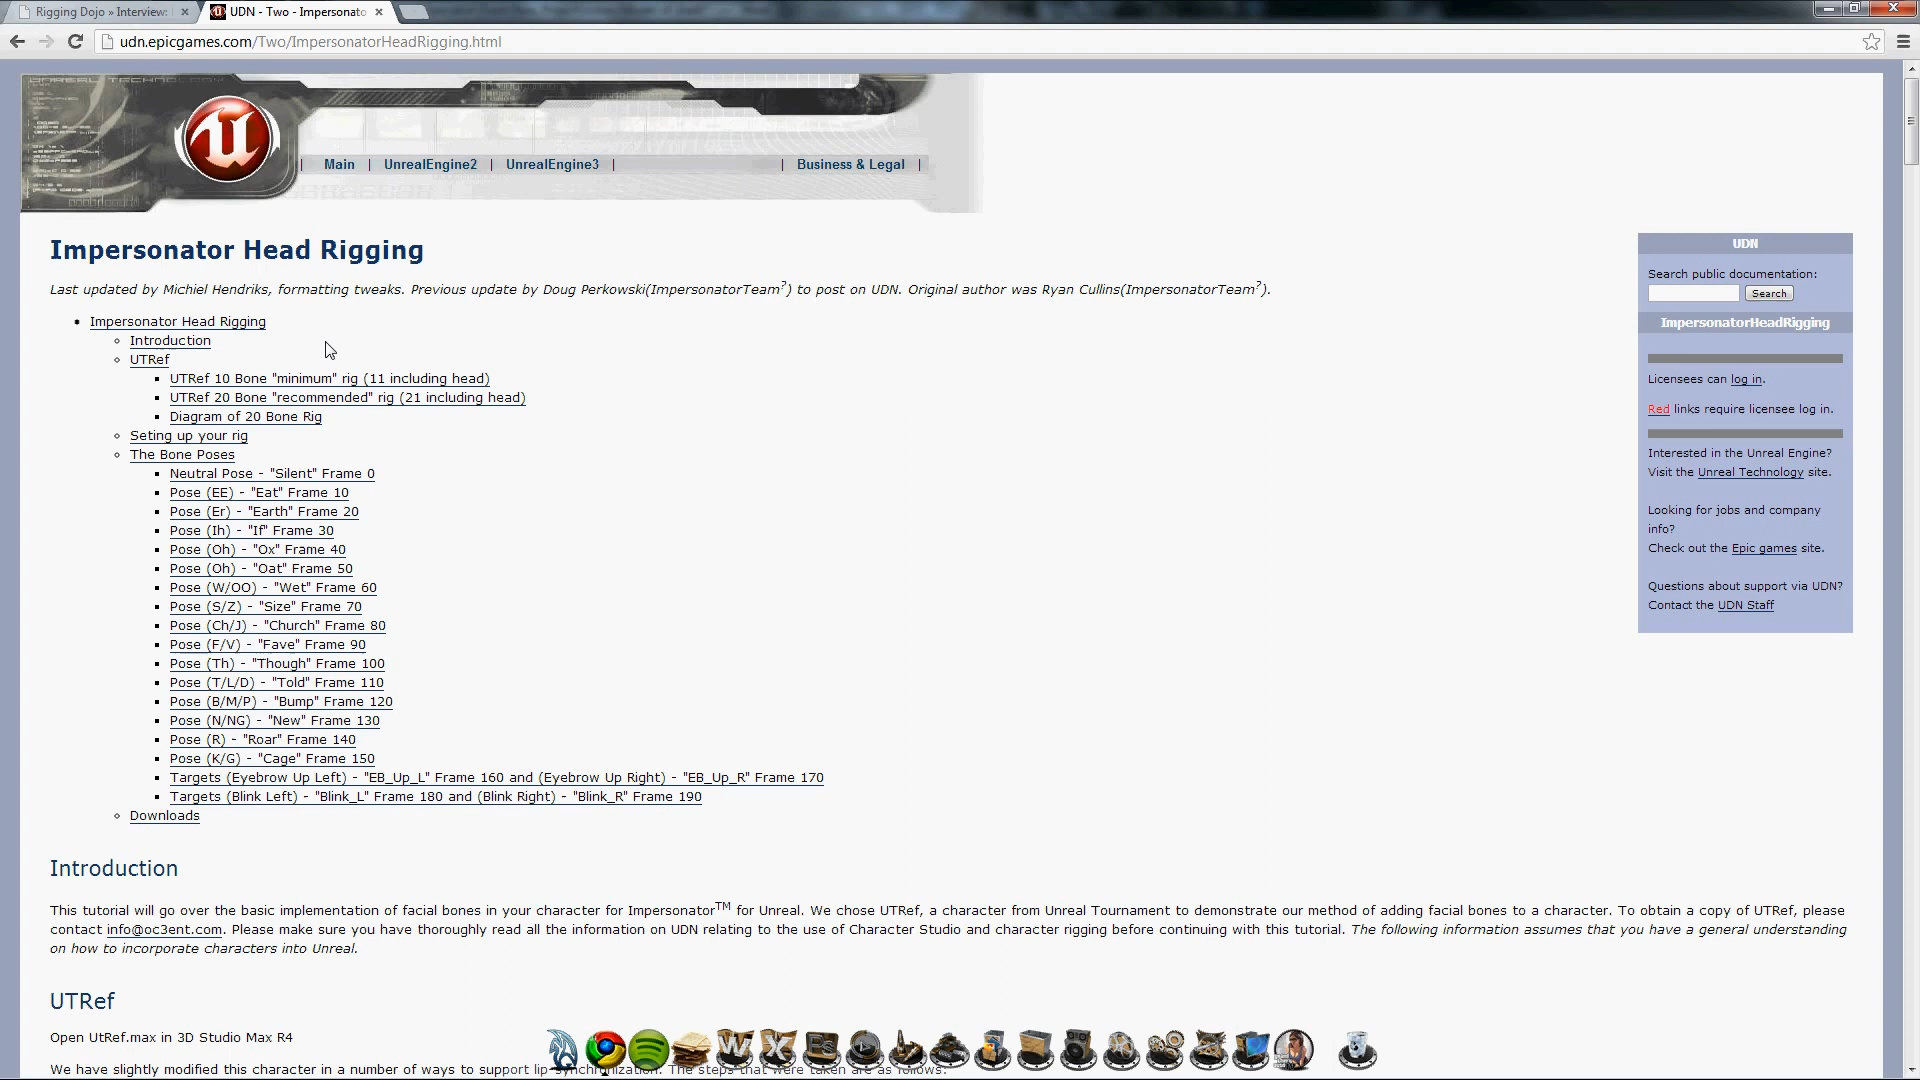 Rigging Dojo » Interview:
UDN - Two - Impersonato
udn.epicgames.com/Two/ImpersonatorHeadRigging.html
| Main | UnrealEngine2 | UnrealEngine3 | | Business & Legal |
Impersonator Head Rigging
Last updated by Michiel Hendriks, formatting tweaks. Previous update by Doug Perkowski(ImpersonatorTeam?) to post on UDN. Original author was Ryan Cullins(ImpersonatorTeam?).
Impersonator Head Rigging
Introduction
UTRef
UTRef 10 Bone "minimum" rig (11 including head)
UTRef 20 Bone "recommended" rig (21 including head)
Diagram of 20 Bone Rig
Seting up your rig
The Bone Poses
Neutral Pose - "Silent" Frame 0
Pose (EE) - "Eat" Frame 10
Pose (Er) - "Earth" Frame 20
Pose (Ih) - "If" Frame 30
Pose (Oh) - "Ox" Frame 40
Pose (Oh) - "Oat" Frame 50
Pose (W/OO) - "Wet" Frame 60
Pose (S/Z) - "Size" Frame 70
Pose (Ch/J) - "Church" Frame 80
Pose (F/V) - "Fave" Frame 90
Pose (Th) - "Though" Frame 100
Pose (T/L/D) - "Told" Frame 110
Pose (B/M/P) - "Bump" Frame 120
Pose (N/NG) - "New" Frame 130
Pose (R) - "Roar" Frame 140
Pose (K/G) - "Cage" Frame 150
Targets (Eyebrow Up Left) - "EB_Up_L" Frame 160 and (Eyebrow Up Right) - "EB_Up_R" Frame 170
Targets (Blink Left) - "Blink_L" Frame 180 and (Blink Right) - "Blink_R" Frame 190
Downloads
Introduction
This tutorial will go over the basic implementation of facial bones in your character for Impersonator™ for Unreal. We chose UTRef, a character from Unreal Tournament to demonstrate our method of adding facial bones to a character. To obtain a copy of UTRef, please
contact info@oc3ent.com. Please make sure you have thoroughly read all the information on UDN relating to the use of Character Studio and character rigging before continuing with this tutorial. The following information assumes that you have a general understanding
on how to incorporate characters into Unreal.
UTRef
Open UtRef.max in 3D Studio Max R4
We have slightly modified this character in a number of ways to support lip-synchronization. The steps that were taken are as follows:
UDN
Search public documentation:
Search
ImpersonatorHeadRigging
Licensees can log in.
Red links require licensee log in.
Interested in the Unreal Engine?
Visit the Unreal Technology site.
Looking for jobs and company
info?
Check out the Epic games site.
Questions about support via UDN?
Contact the UDN Staff